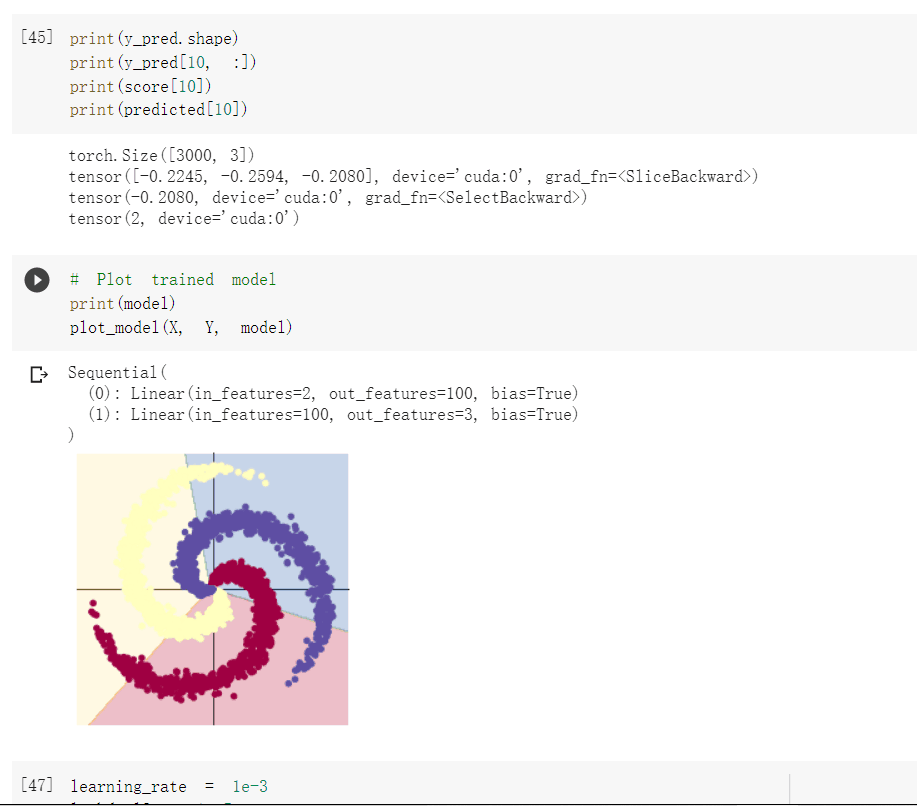 [45] print(y_pred.shape)
print(y_pred[10, :])
print(score[10])
print(predicted[10])
torch.Size([3000, 3])
tensor([-0.2245, -0.2594, -0.2080], device='cuda:0', grad_fn=<SliceBackward>)
tensor(-0.2080, device='cuda:0', grad_fn=<SelectBackward>)
tensor(2, device='cuda:0')
# Plot trained model
print(model)
plot_model(X, Y, model)
Sequential(
(0): Linear(in_features=2, out_features=100, bias=True)
(1): Linear(in_features=100, out_features=3, bias=True)
)
[47] learning_rate = 1e-3